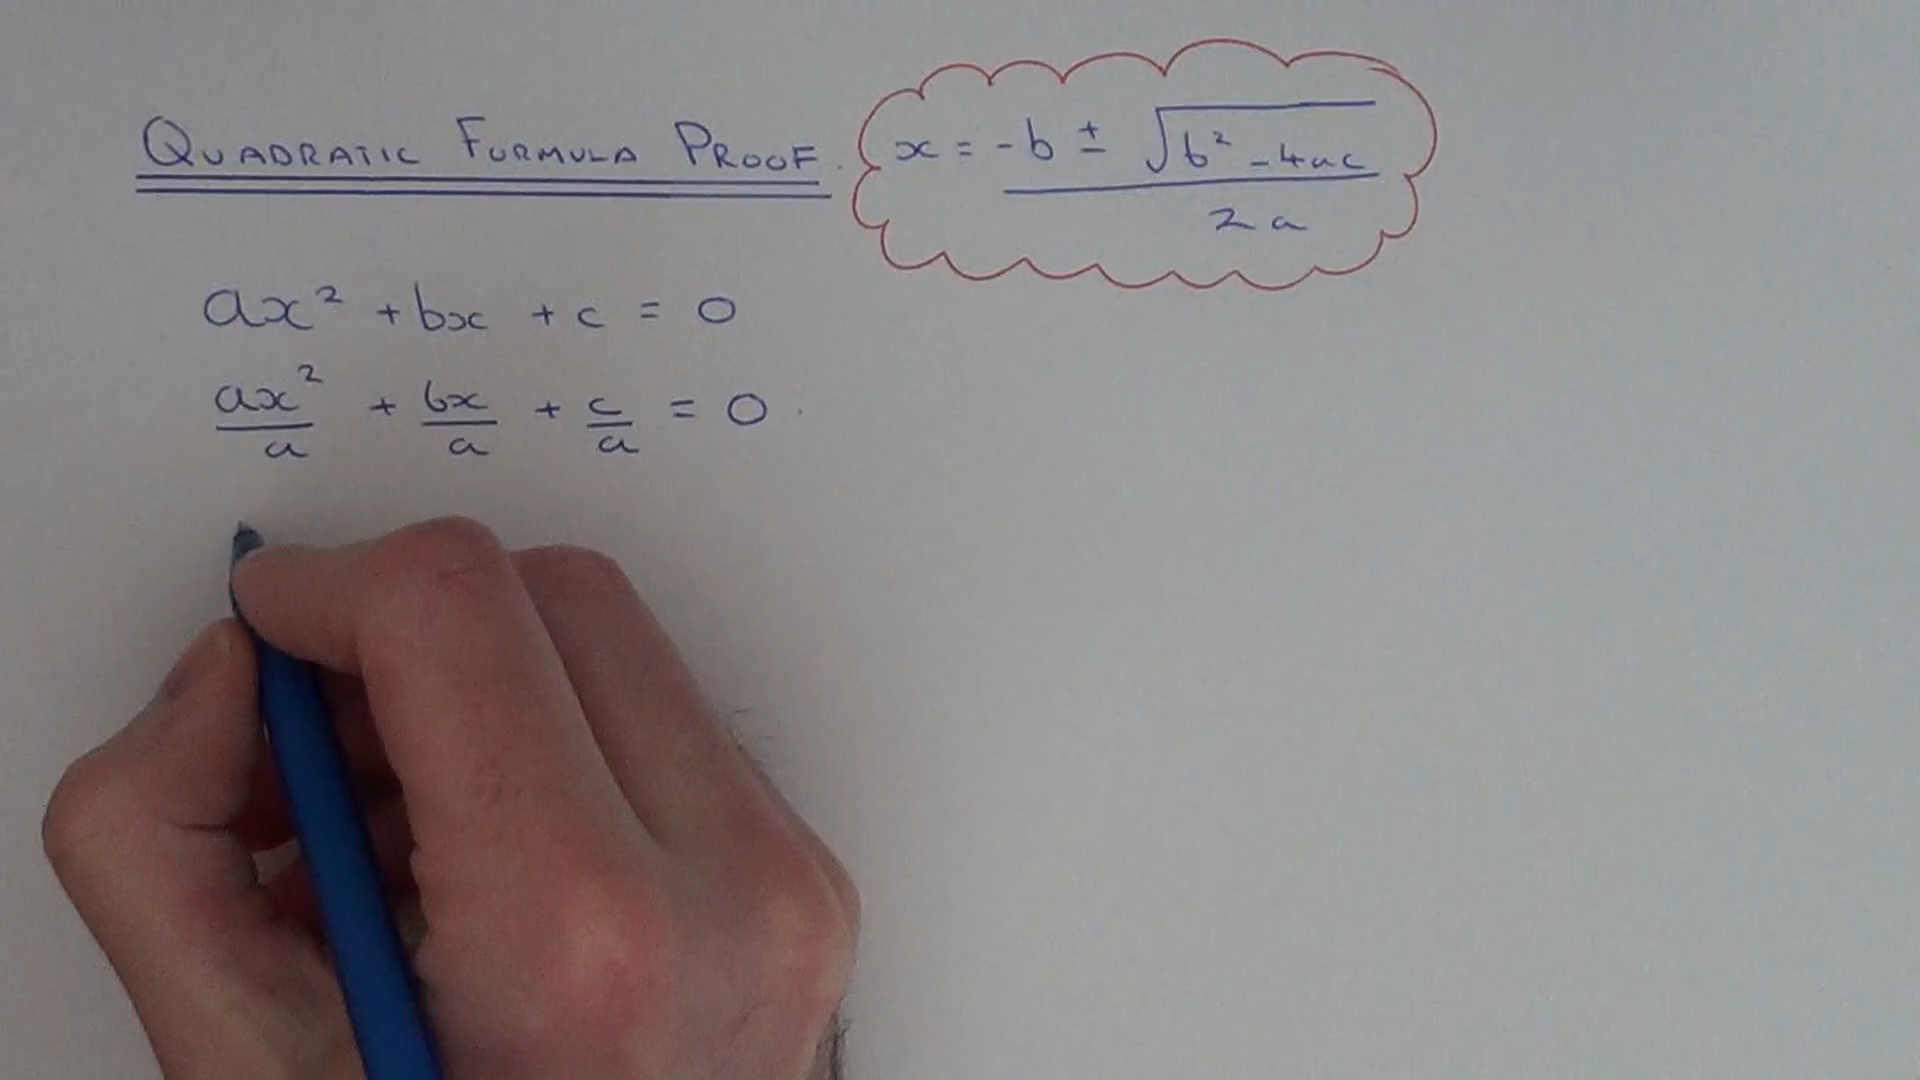 QUADRATIC FORMULA PROOF.
x = -b ± √b² - 4ac
2a
ax² + bx + c = 0
ax²/a + bx/a + c/a = 0